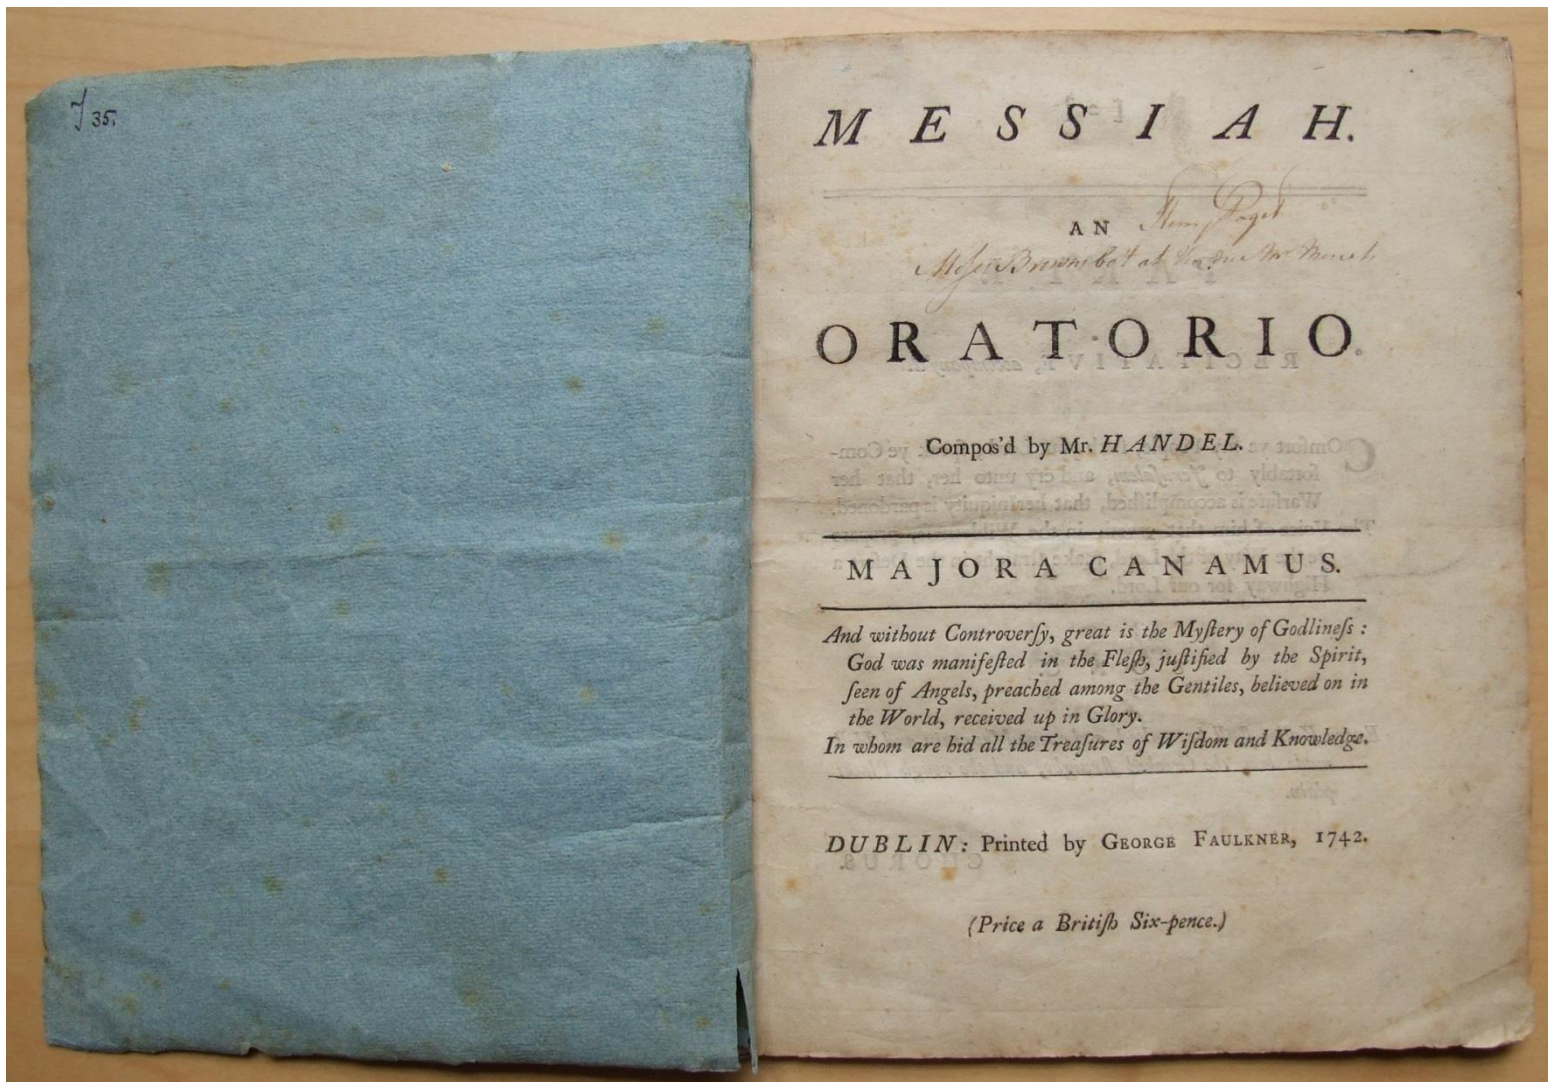 J 35.
MESSIAH.
AN
ORATORIO.
Compos'd by Mr. HANDEL.
MAJORA CANAMUS.
And without Controverſy, great is the Myſtery of Godlineſs :
God was manifeſted in the Fleſh, juſtified by the Spirit,
ſeen of Angels, preached among the Gentiles, believed on in
the World, received up in Glory.
In whom are hid all the Treaſures of Wiſdom and Knowledge.
DUBLIN: Printed by GEORGE FAULKNER, 1742.
(Price a Britiſh Six-pence.)